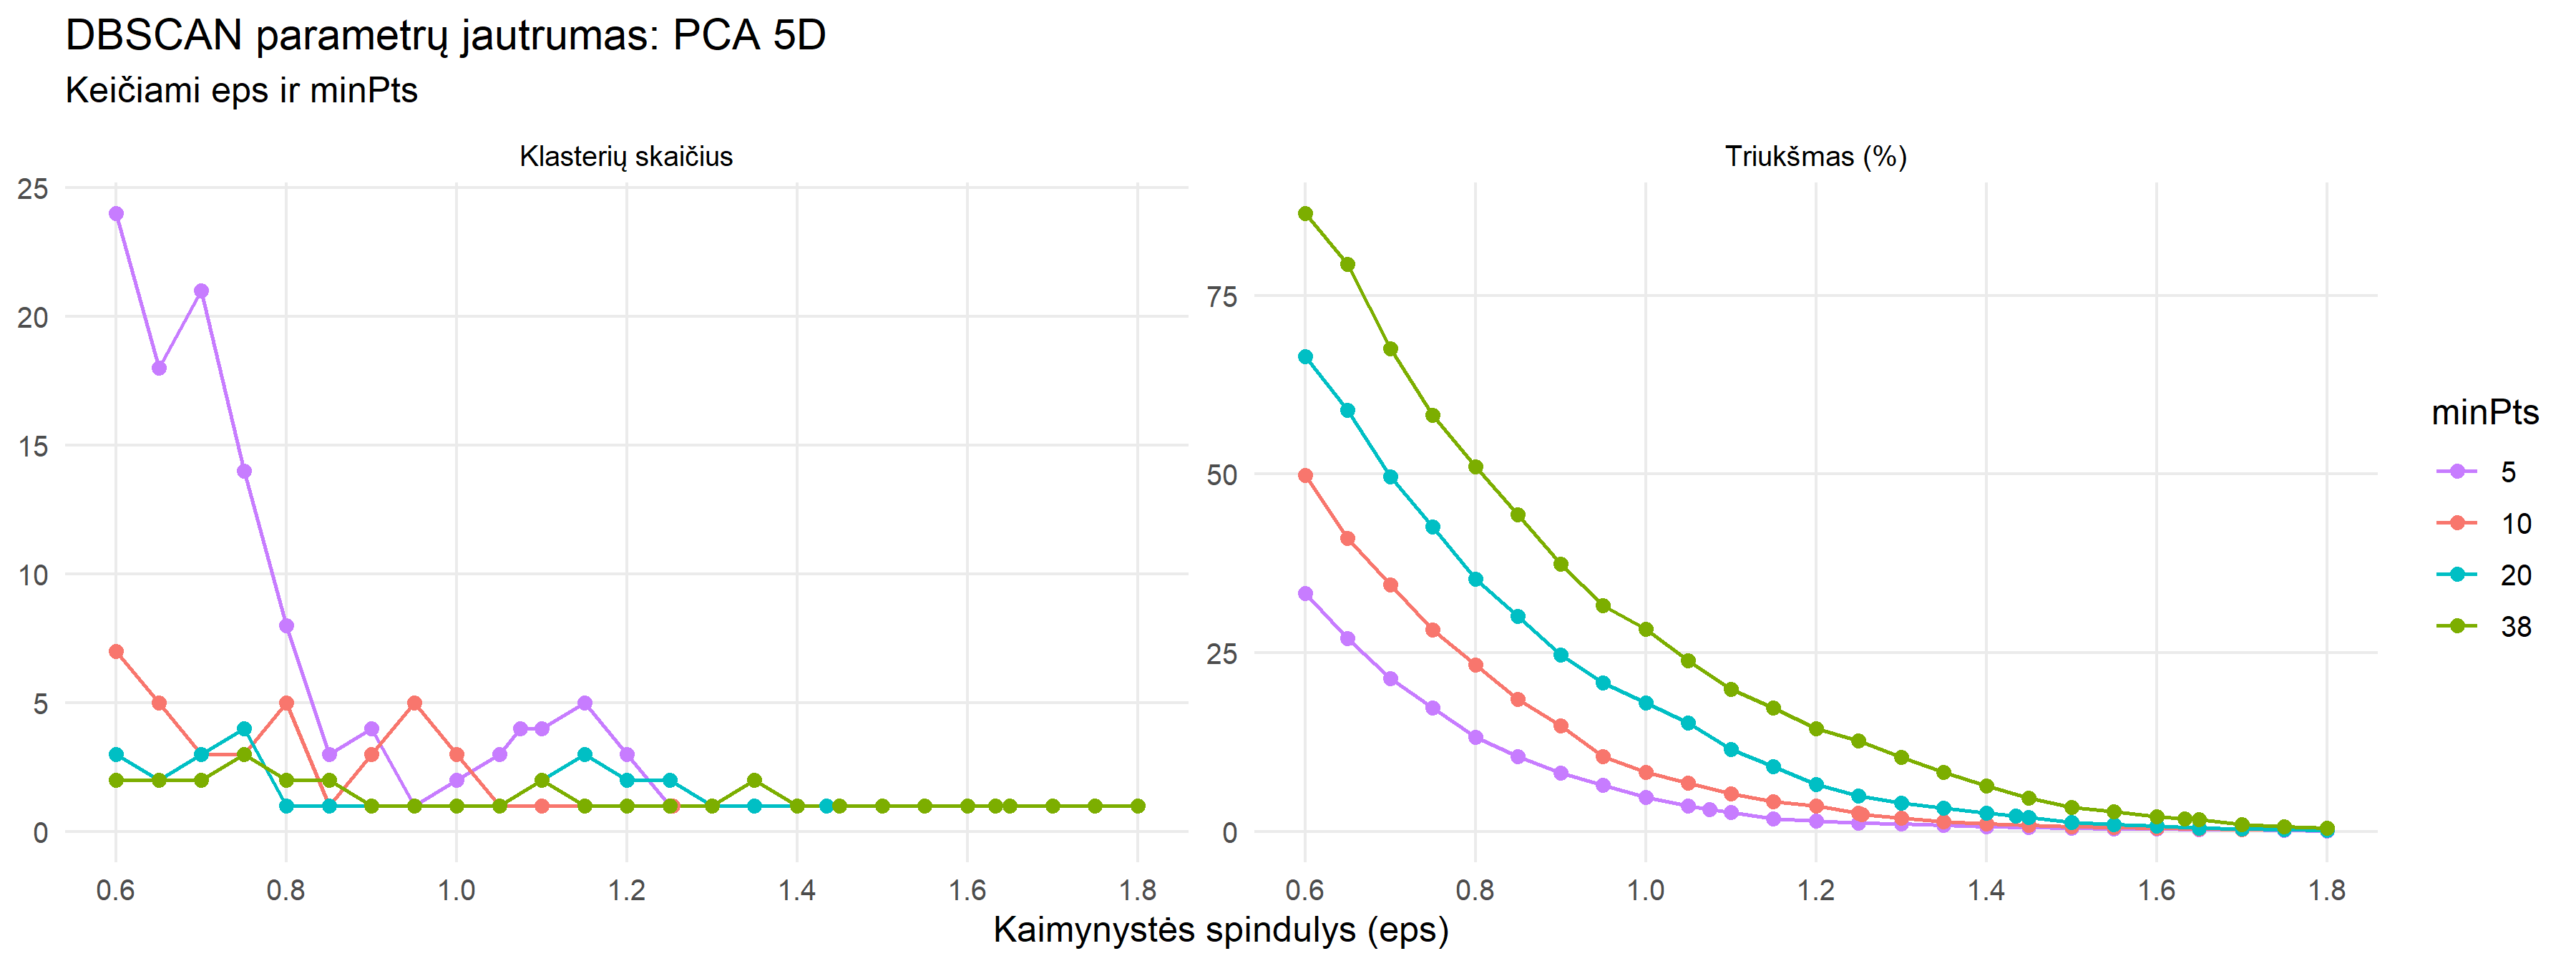 DBSCAN parametrų jautrumas: PCA 5D
Keičiami eps ir minPts
Klasterių skaičius
25
20
15
10
5
0
0.6 0.8 1.0 1.2 1.4 1.6 1.8
Triukšmas (%)
75
50
25
0
0.6 0.8 1.0 1.2 1.4 1.6 1.8
Kaimynystės spindulys (eps)
minPts
5
10
20
38